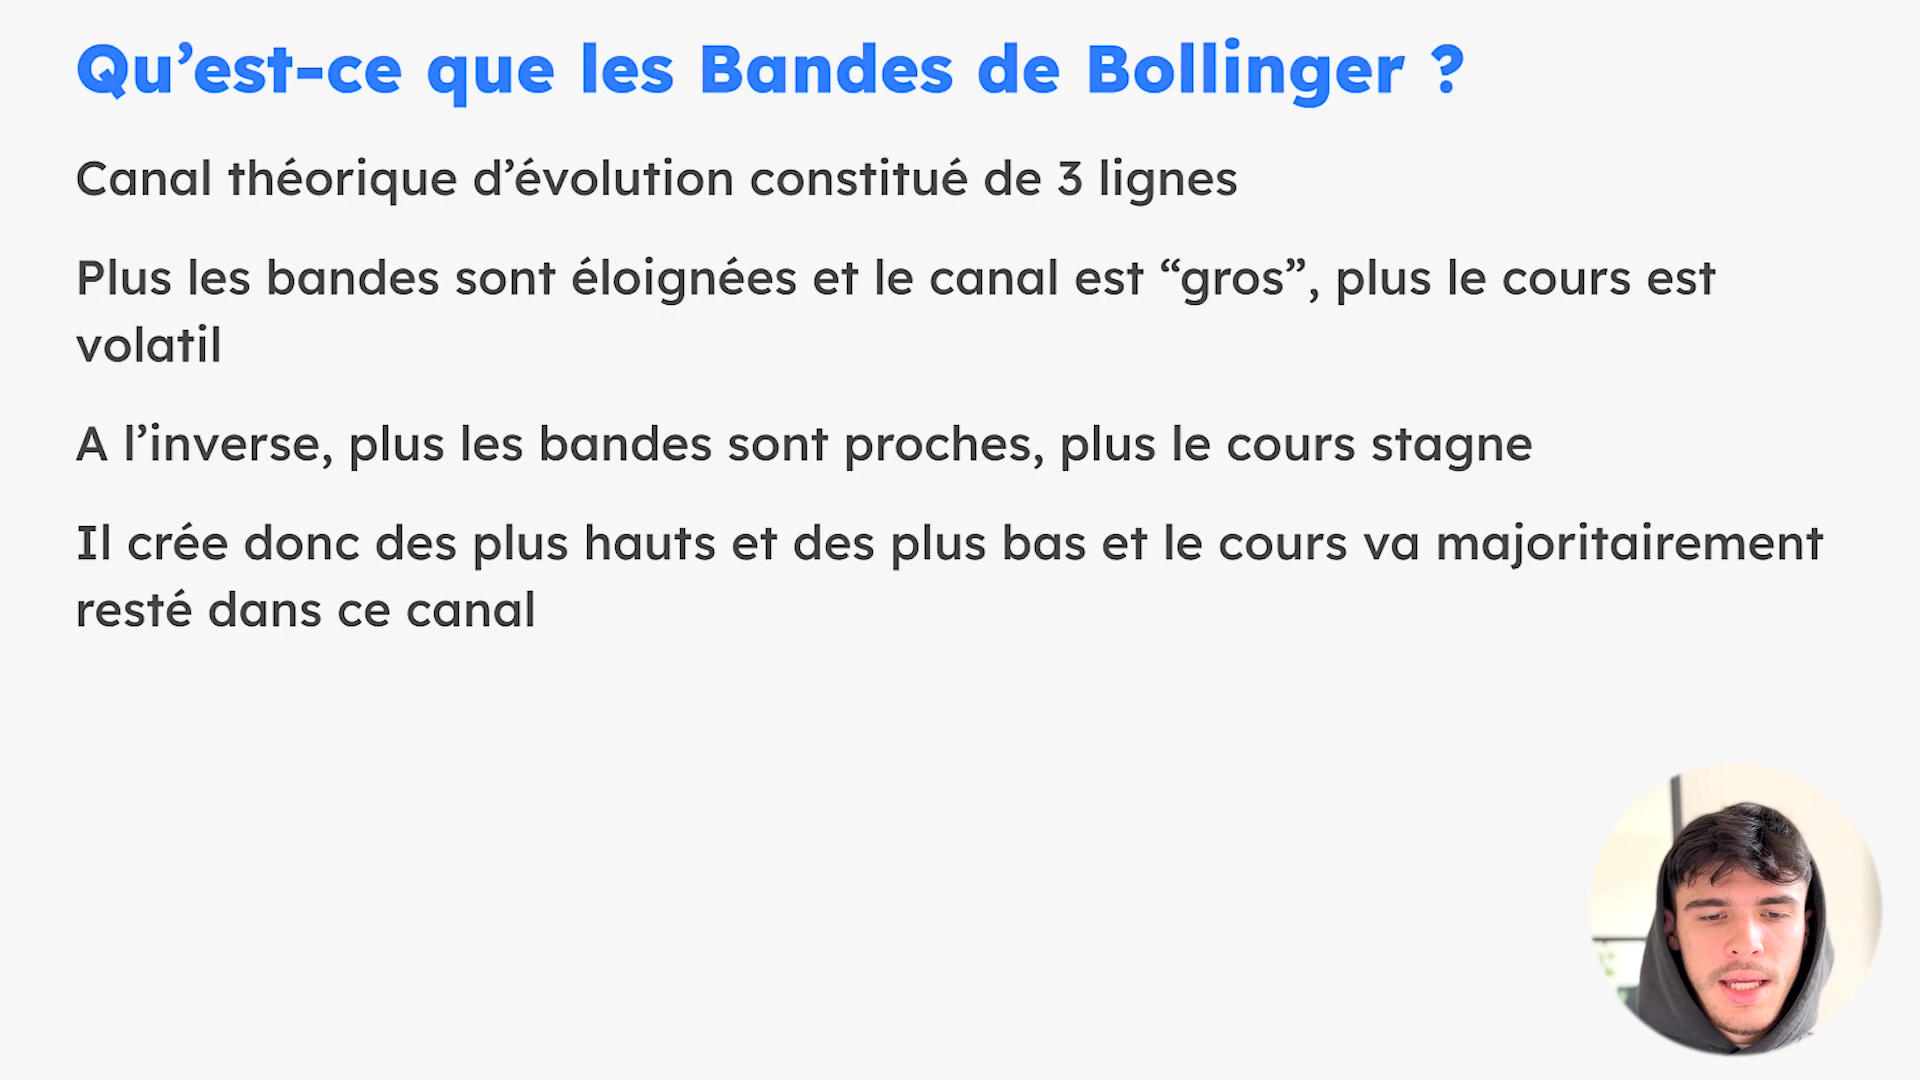 Qu’est-ce que les Bandes de Bollinger ?
Canal théorique d’évolution constitué de 3 lignes
Plus les bandes sont éloignées et le canal est “gros”, plus le cours est
volatil
A l’inverse, plus les bandes sont proches, plus le cours stagne
Il crée donc des plus hauts et des plus bas et le cours va majoritairement
resté dans ce canal